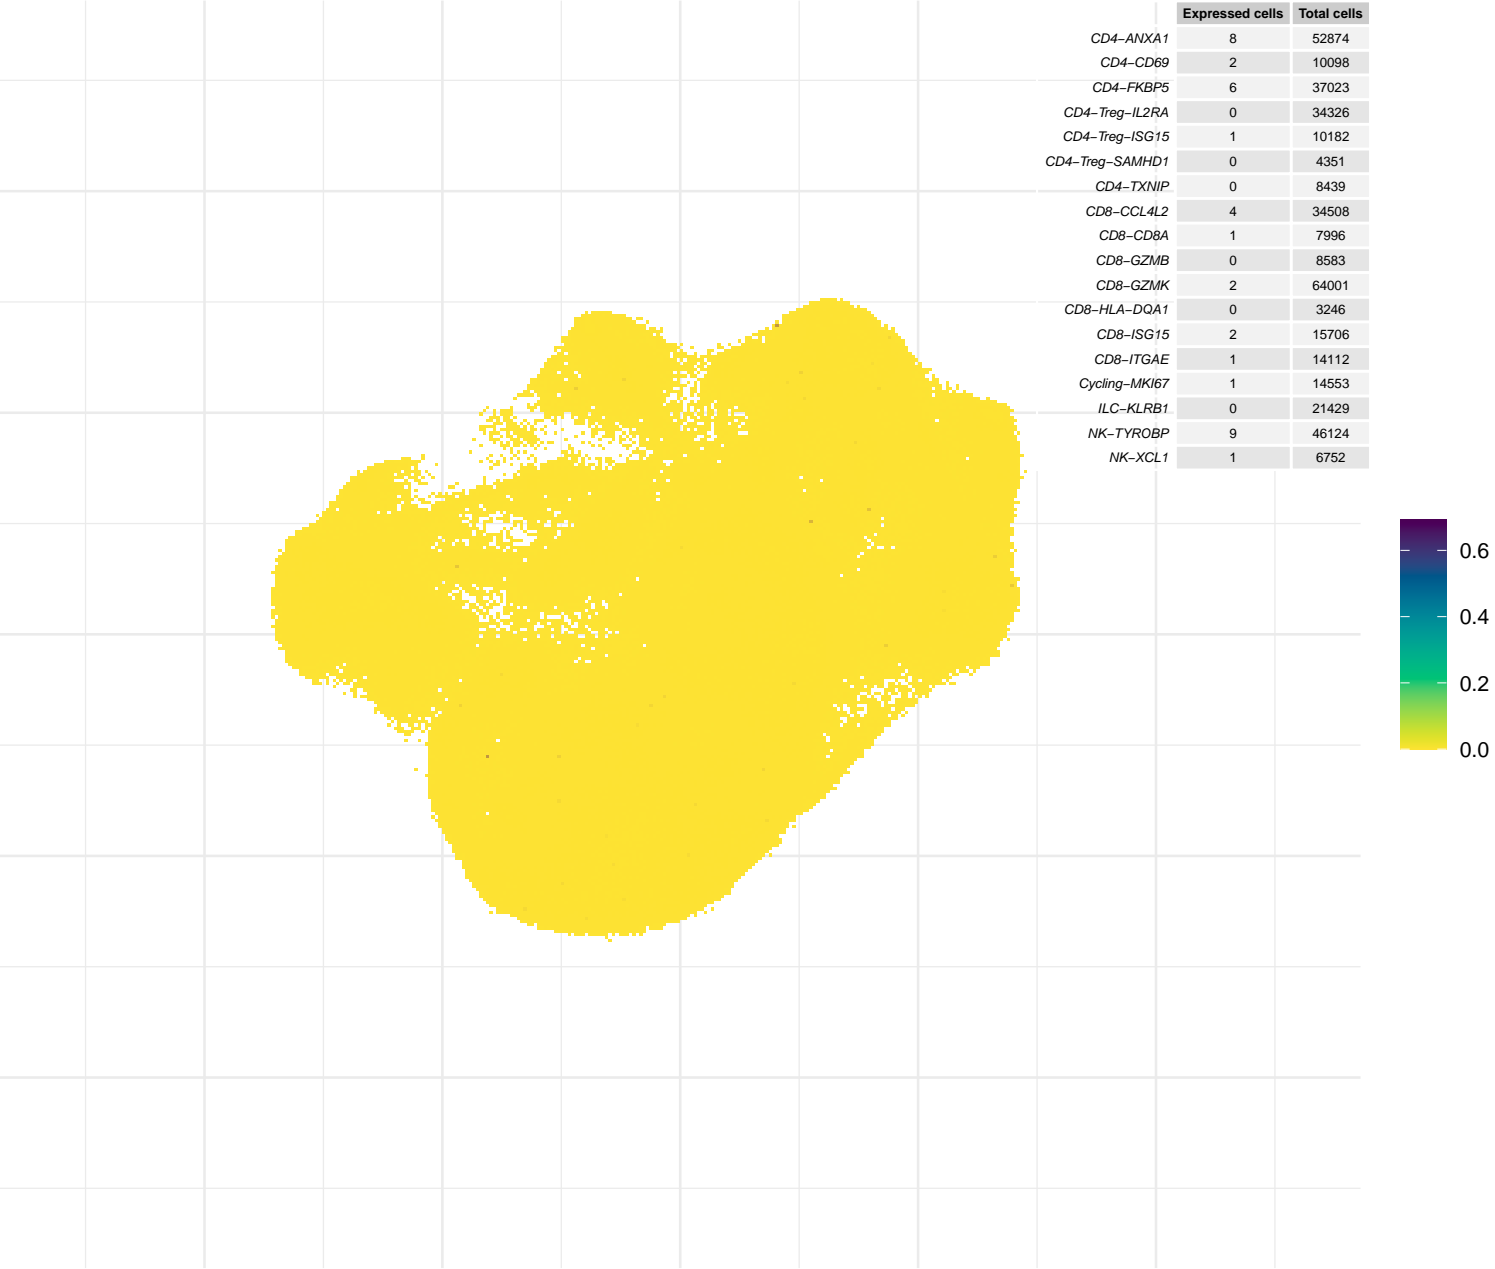 Expressed cells Total cells
CD4−ANXA1 8 52874
CD4−CD69 2 10098
CD4−FKBP5 6 37023
CD4−Treg−IL2RA 0 34326
CD4−Treg−ISG15 1 10182
CD4−Treg−SAMHD1 0 4351
CD4−TXNIP 0 8439
CD8−CCL4L2 4 34508
CD8−CD8A 1 7996
CD8−GZMB 0 8583
CD8−GZMK 2 64001
CD8−HLA−DQA1 0 3246
CD8−ISG15 2 15706
CD8−ITGAE 1 14112
Cycling−MKI67 1 14553
ILC−KLRB1 0 21429
NK−TYROBP 9 46124
NK−XCL1 1 6752
0.6
0.4
0.2
0.0